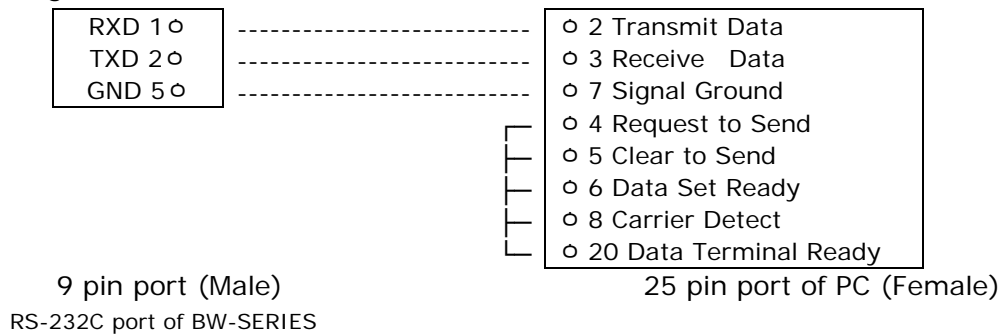 RXD 1 -------------------------- 2 Transmit Data
TXD 2 -------------------------- 3 Receive Data
GND 5 -------------------------- 7 Signal Ground
4 Request to Send
5 Clear to Send
6 Data Set Ready
8 Carrier Detect
20 Data Terminal Ready
9 pin port (Male) 25 pin port of PC (Female)
RS-232C port of BW-SERIES